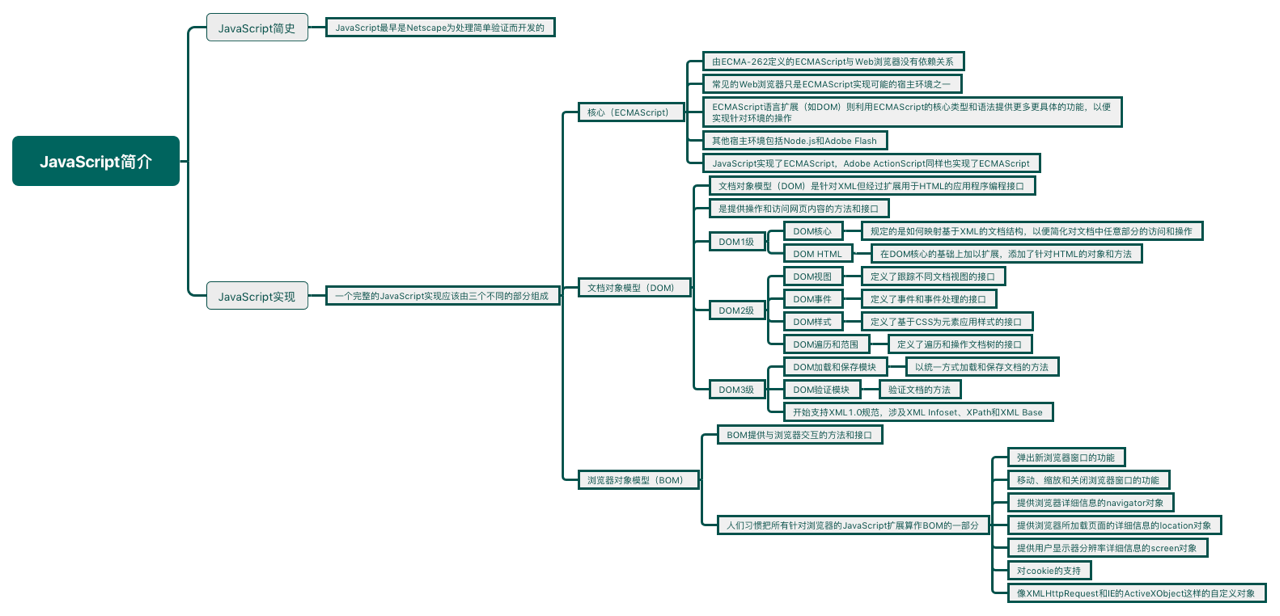 JavaScript简介
JavaScript简史
JavaScript最早是Netscape为处理简单验证而开发的
JavaScript实现
一个完整的JavaScript实现应该由三个不同的部分组成
核心（ECMAScript）
由ECMA-262定义的ECMAScript与Web浏览器没有依赖关系
常见的Web浏览器只是ECMAScript实现可能的宿主环境之一
ECMAScript语言扩展（如DOM）则利用ECMAScript的核心类型和语法提供更多更具体的功能，以便
实现针对环境的操作
其他宿主环境包括Node.js和Adobe Flash
JavaScript实现了ECMAScript，Adobe ActionScript同样也实现了ECMAScript
文档对象模型（DOM）
文档对象模型（DOM）是针对XML但经过扩展用于HTML的应用程序编程接口
是提供操作和访问网页内容的方法和接口
DOM1级
DOM核心
规定的是如何映射基于XML的文档结构，以便简化对文档中任意部分的访问和操作
DOM HTML
在DOM核心的基础上加以扩展，添加了针对HTML的对象和方法
DOM2级
DOM视图
定义了跟踪不同文档视图的接口
DOM事件
定义了事件和事件处理的接口
DOM样式
定义了基于CSS为元素应用样式的接口
DOM遍历和范围
定义了遍历和操作文档树的接口
DOM3级
DOM加载和保存模块
以统一方式加载和保存文档的方法
DOM验证模块
验证文档的方法
开始支持XML1.0规范，涉及XML Infoset、XPath和XML Base
浏览器对象模型（BOM）
BOM提供与浏览器交互的方法和接口
人们习惯把所有针对浏览器的JavaScript扩展算作BOM的一部分
弹出新浏览器窗口的功能
移动、缩放和关闭浏览器窗口的功能
提供浏览器详细信息的navigator对象
提供浏览器所加载页面的详细信息的location对象
提供用户显示器分辨率详细信息的screen对象
对cookie的支持
像XMLHttpRequest和IE的ActiveXObject这样的自定义对象